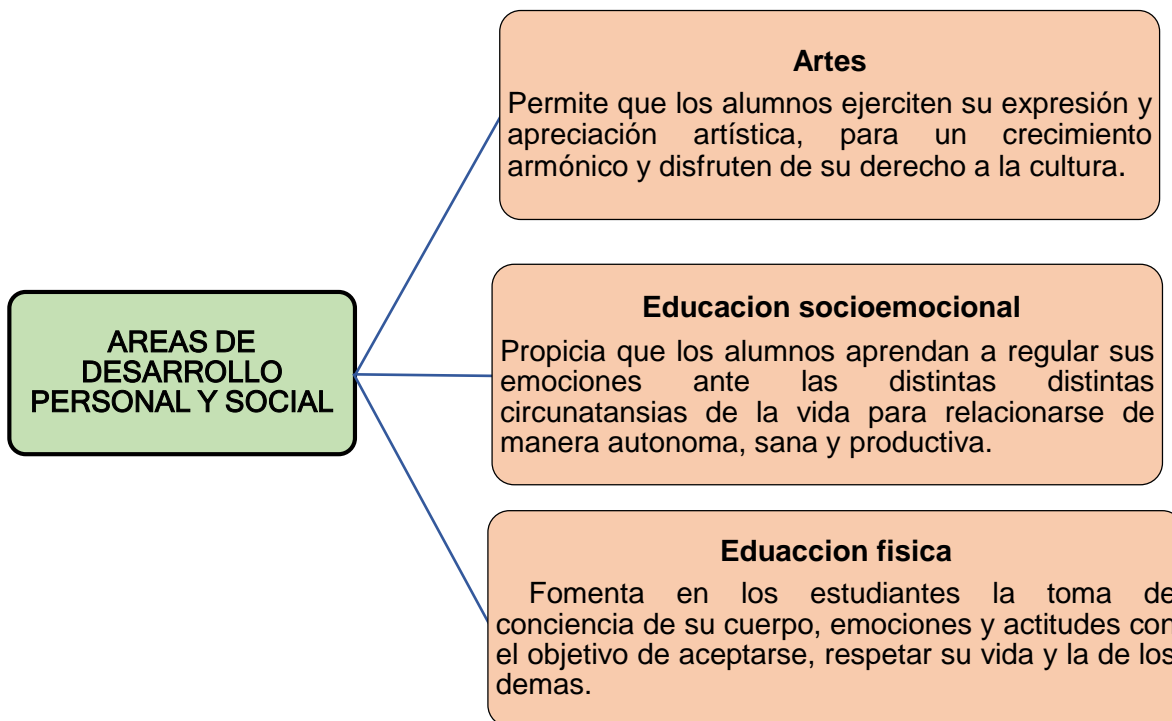 AREAS DE
DESARROLLO
PERSONAL Y SOCIAL
Artes
Permite que los alumnos ejerciten su expresión y
apreciación artística, para un crecimiento
armónico y disfruten de su derecho a la cultura.
Educacion socioemocional
Propicia que los alumnos aprendan a regular sus
emociones ante las distintas distintas
circunatansias de la vida para relacionarse de
manera autonoma, sana y productiva.
Eduaccion fisica
Fomenta en los estudiantes la toma de
conciencia de su cuerpo, emociones y actitudes con
el objetivo de aceptarse, respetar su vida y la de los
demas.